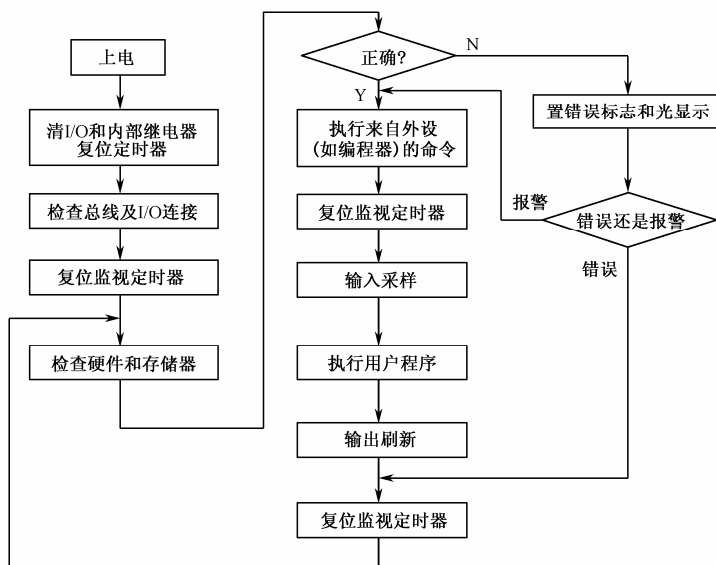 上电
清I/O和内部继电器
复位定时器
检查总线及I/O连接
复位监视定时器
检查硬件和存储器
正确?
N
Y
执行来自外设
(如编程器)的命令
复位监视定时器
输入采样
执行用户程序
输出刷新
复位监视定时器
置错误标志和光显示
报警
错误还是报警
错误